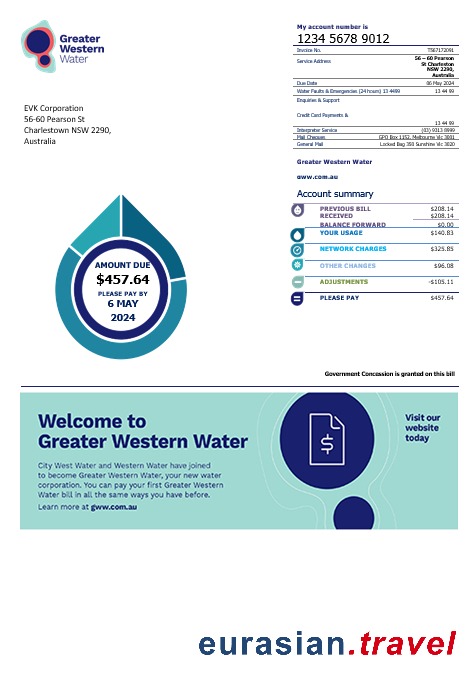 Greater
Western
Water
My account number is
1234 5678 9012
Invoice No. T567172091
Service Address 56 – 60 Pearson
St Charleston
NSW 2290,
Australia
Due Date 06 May 2024
Water Faults & Emergencies (24 hours) 13 4499 13 44 99
Enquiries & Support
Credit Card Payments &
13 44 99
Interpreter Service (03) 9313 8989
Mail Cheques GPO Box 1152, Melbourne Vic 3001
General Mail Locked Bag 350 Sunshine Vic 3020
EVK Corporation
56-60 Pearson St
Charlestown NSW 2290,
Australia
Greater Western Water
gww.com.au
Account summary
PREVIOUS BILL $208.14
RECEIVED $208.14
BALANCE FORWARD $0.00
YOUR USAGE $140.83
NETWORK CHARGES $325.85
OTHER CHANGES $96.08
ADJUSTMENTS -$105.11
PLEASE PAY $457.64
AMOUNT DUE
$457.64
PLEASE PAY BY
6 MAY
2024
Government Concession is granted on this bill
Welcome to
Greater Western Water
City West Water and Western Water have joined
to become Greater Western Water, your new water
corporation. You can pay your first Greater Western
Water bill in all the same ways you have before.
Learn more at gww.com.au
Visit our
website
today
eurasian.travel